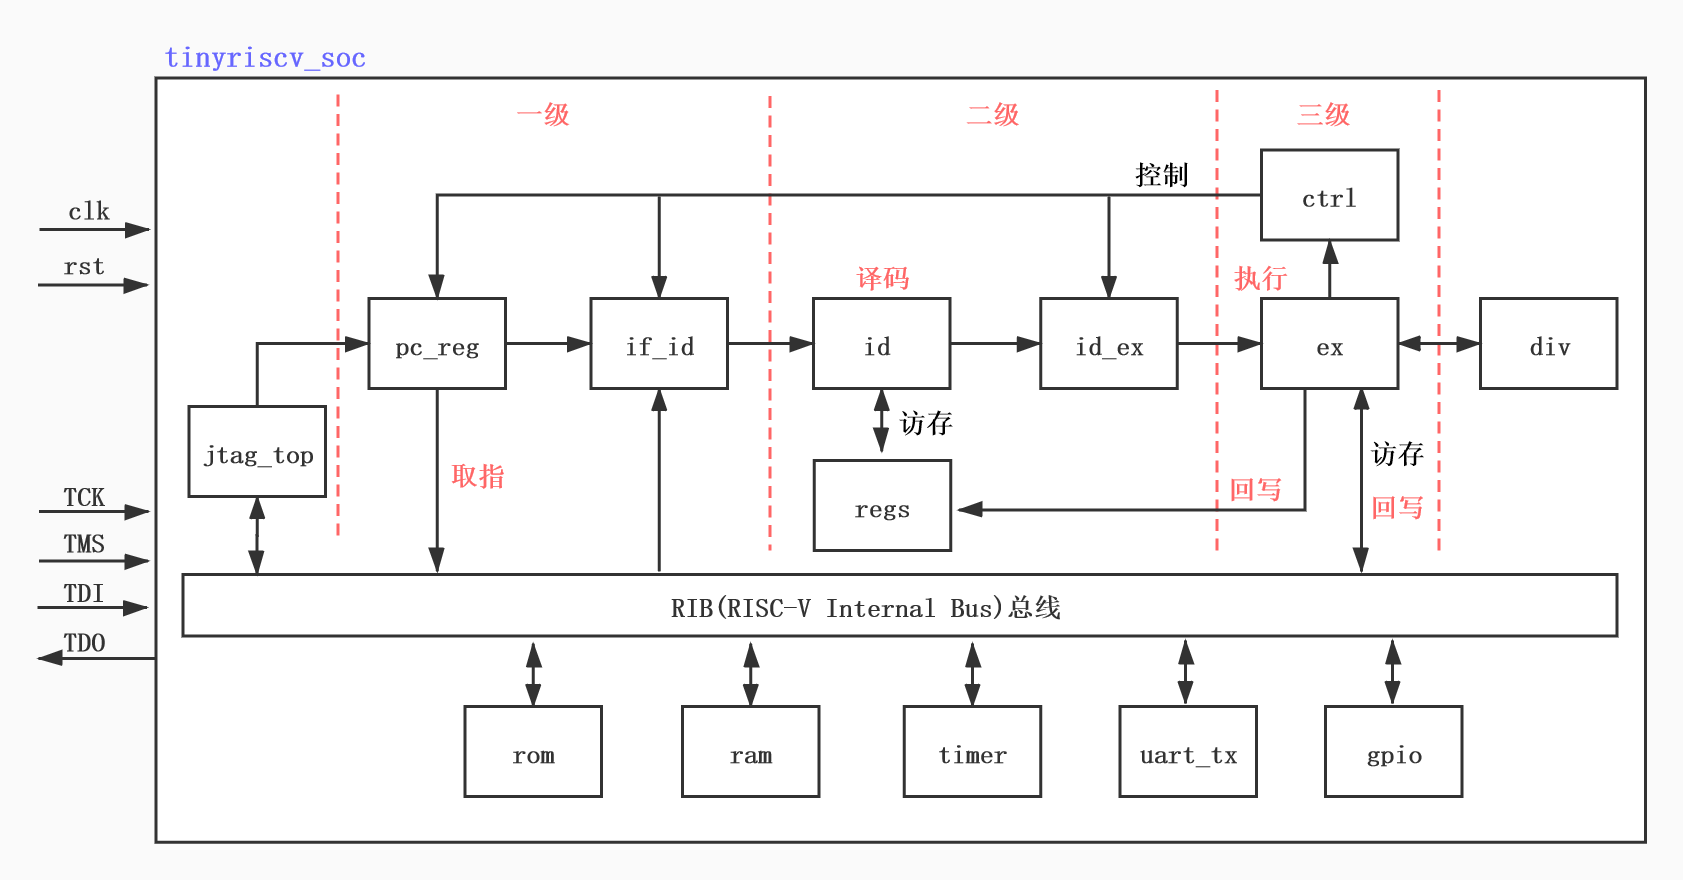 tinyriscv_soc
一级
二级
三级
控制
ctrl
clk
rst
译码
执行
pc_reg
if_id
id
id_ex
ex
div
jtag_top
访存
访存
取指
regs
回写
回写
TCK
TMS
TDI
TDO
RIB(RISC-V Internal Bus)总线
rom
ram
timer
uart_tx
gpio